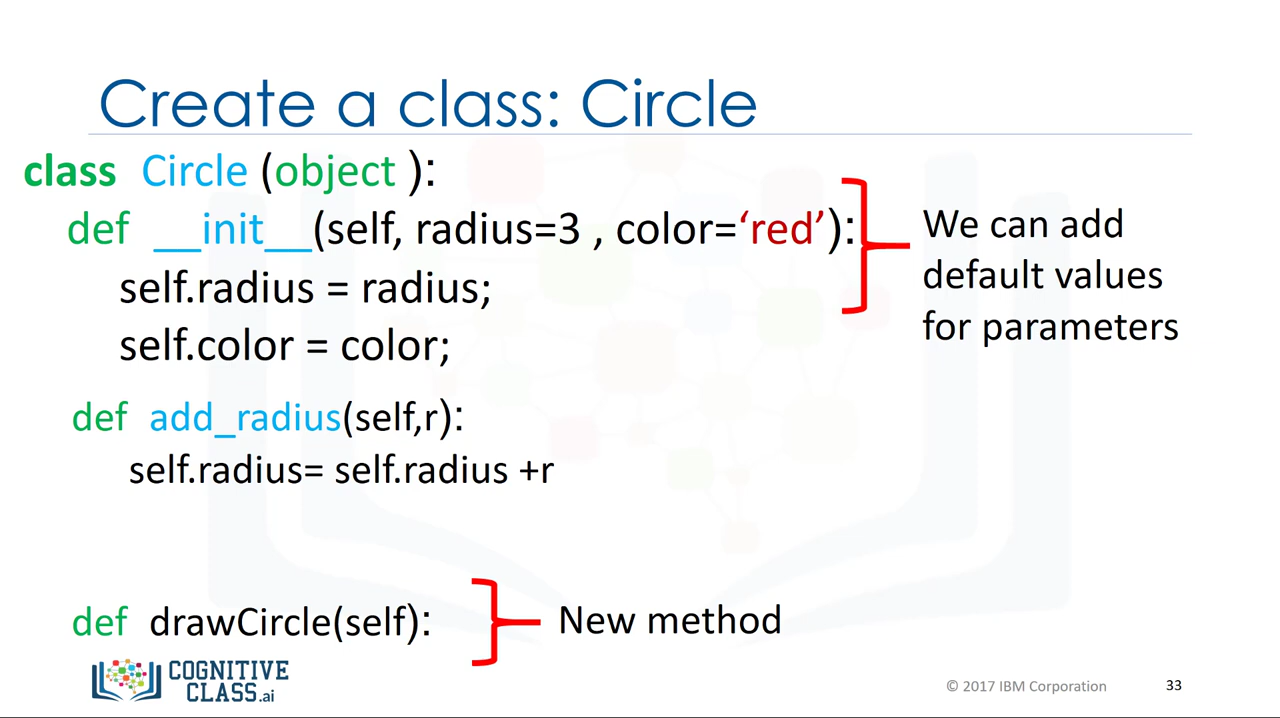 Create a class: Circle
class Circle (object ):
def __init__(self, radius=3 , color=‘red’):
self.radius = radius;
self.color = color;
We can add
default values
for parameters
def add_radius(self,r):
self.radius= self.radius +r
def drawCircle(self):
New method
COGNITIVE
CLASS.ai
© 2017 IBM Corporation
33